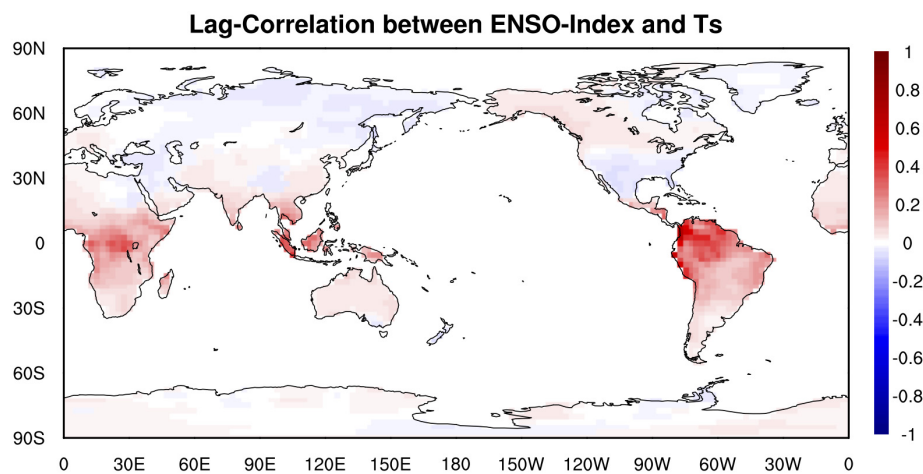 Lag-Correlation between ENSO-Index and Ts
90N
60N
30N
0
30S
60S
90S
0 30E 60E 90E 120E 150E 180 150W 120W 90W 60W 30W 0
1
0.8
0.6
0.4
0.2
0
-0.2
-0.4
-0.6
-0.8
-1